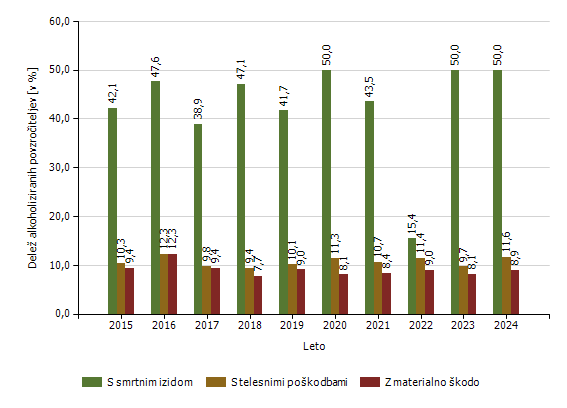 60,0
50,0
40,0
30,0
20,0
10,0
0,0
Delež alkoholiziranih povzročiteljev [v %]
42,1 10,3 9,4
47,6 12,3 12,3
38,9 9,8 9,4
47,1 9,4 7,7
41,7 10,1 9,0
50,0 11,3 8,1
43,5 10,7 8,4
15,4 11,4 9,0
50,0 9,7 8,1
50,0 11,6 8,9
2015 2016 2017 2018 2019 2020 2021 2022 2023 2024
Leto
S smrtnim izidom S telesnimi poškodbami Z materialno škodo